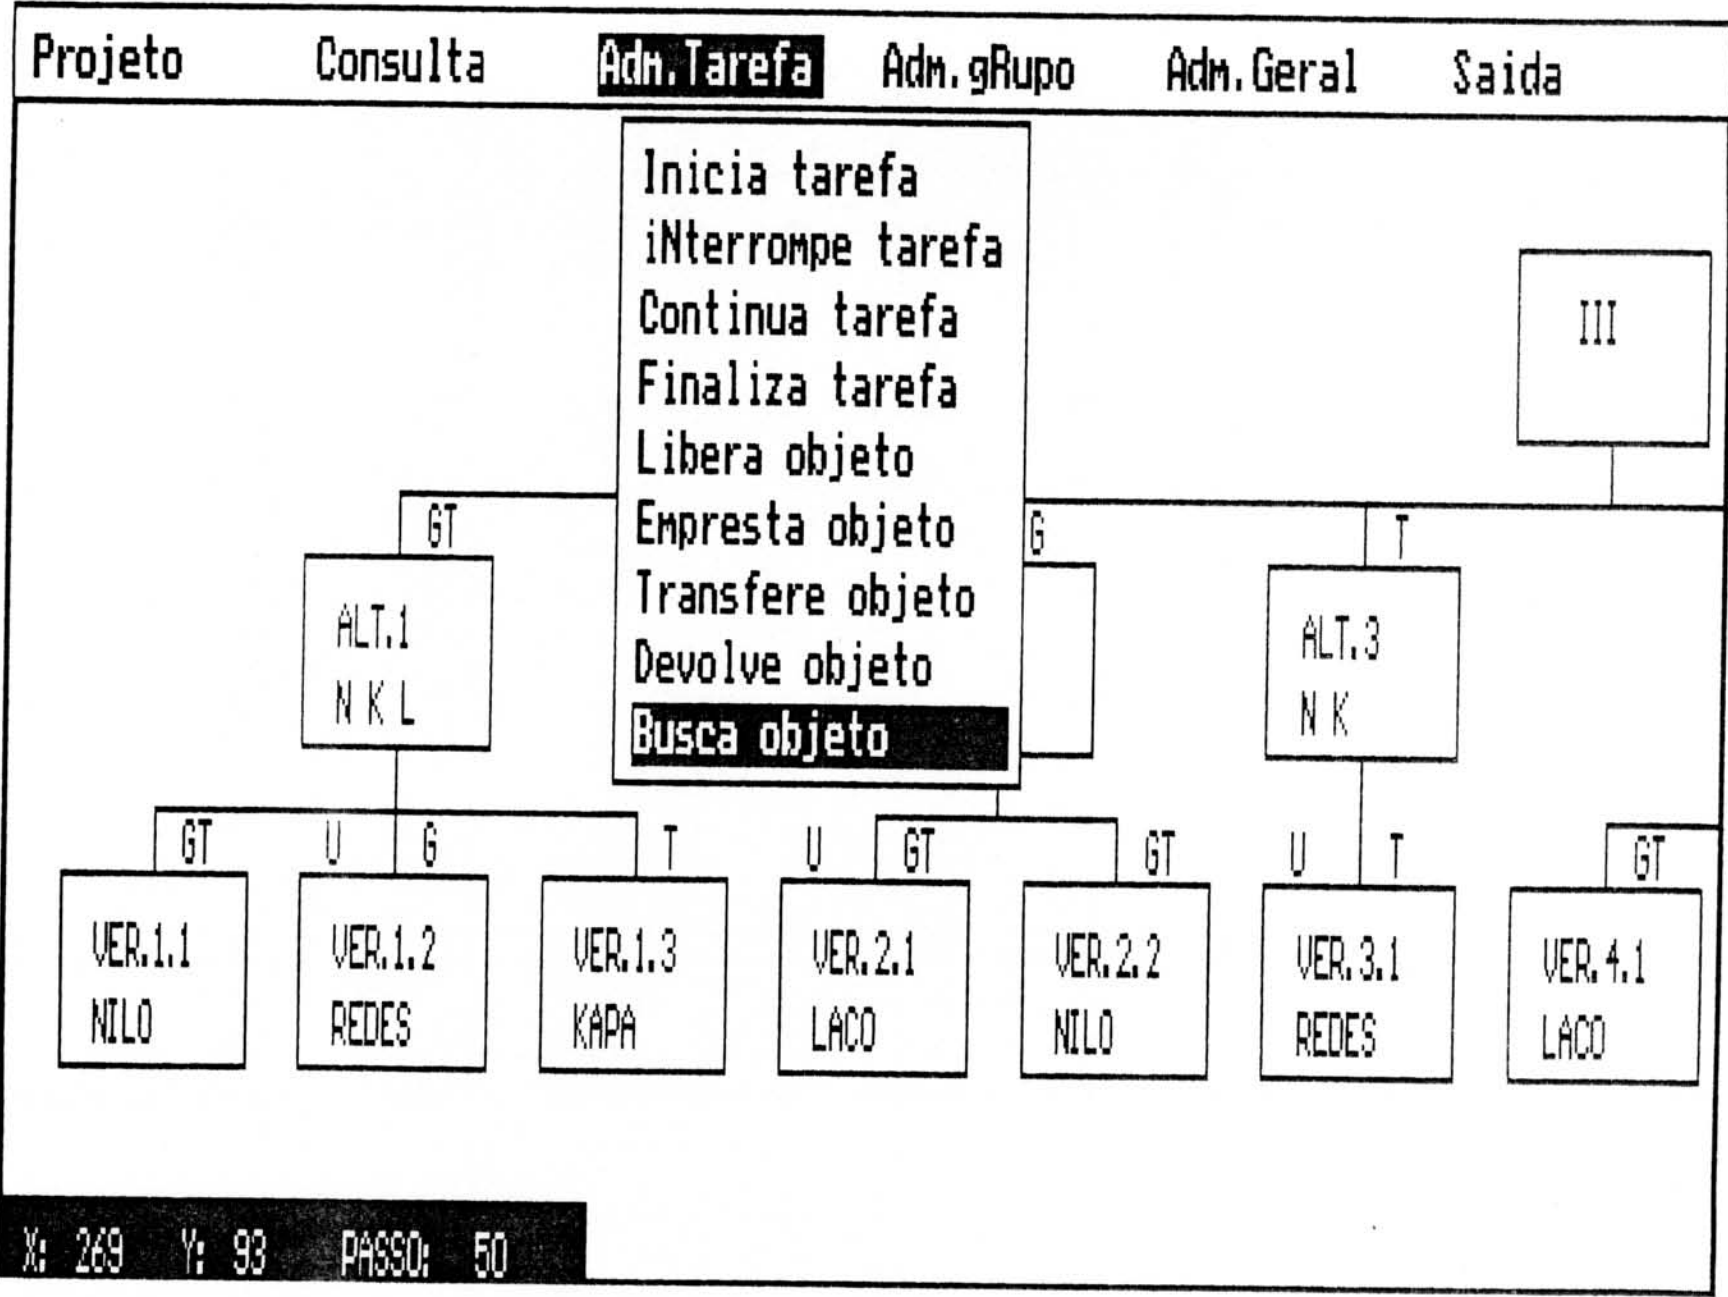 Projeto Consulta Adm.Tarefa Adm.gRupo Adm.Geral Saida
Inicia tarefa
iNterrompe tarefa
Continua tarefa
Finaliza tarefa
Libera objeto
Empresta objeto
Transfere objeto
Devolve objeto
Busca objeto
III
GT G T
ALT.1 ALT.3
N K L N K
GT U G T U GT GT U T GT
VER.1.1 VER.1.2 VER.1.3 VER.2.1 VER.2.2 VER.3.1 VER.4.1
NILO REDES KAPA LACO NILO REDES LACO
X: 269 Y: 93 PASSO: 50